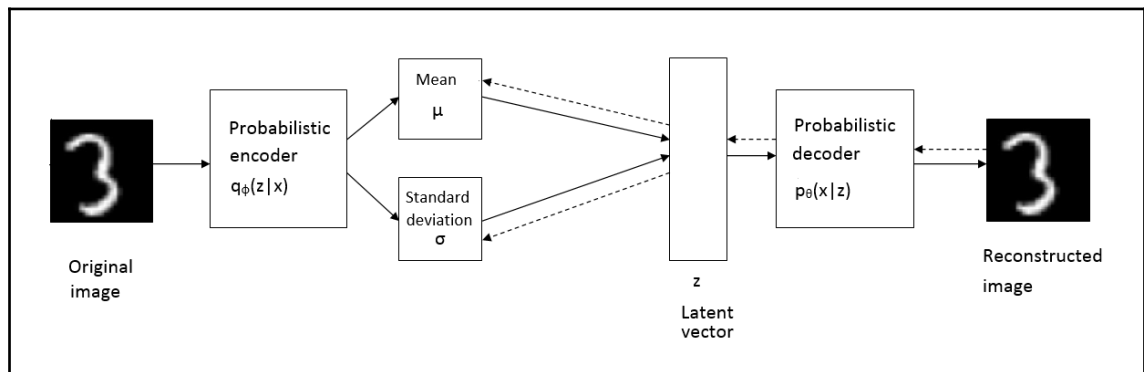 Original
image
Probabilistic
encoder
qϕ(z|x)
Mean
μ
Standard
deviation
σ
z
Latent
vector
Probabilistic
decoder
pθ(x|z)
Reconstructed
image